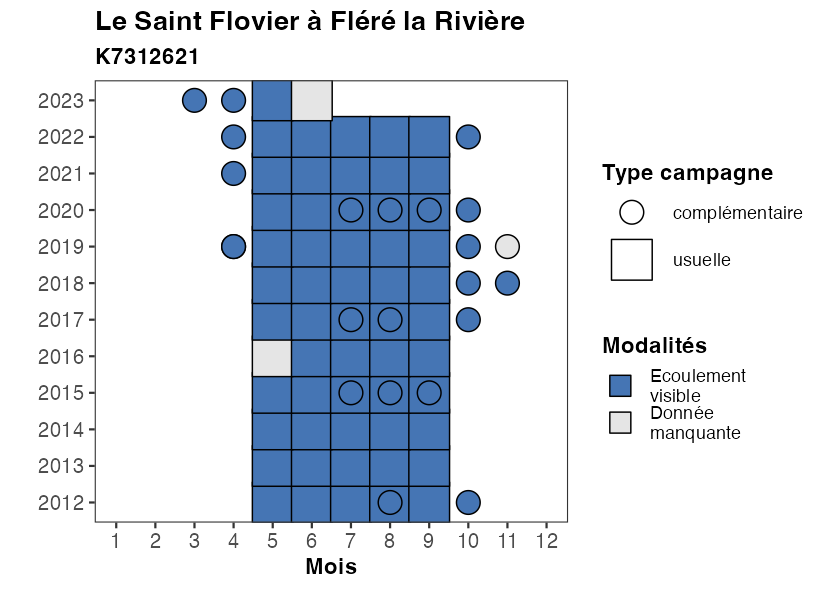 Le Saint Flovier à Fléré la Rivière
K7312621
2023
2022
2021
2020
2019
2018
2017
2016
2015
2014
2013
2012
1 2 3 4 5 6 7 8 9 10 11 12
Mois
Type campagne
complémentaire
usuelle
Modalités
Ecoulement
visible
Donnée
manquante